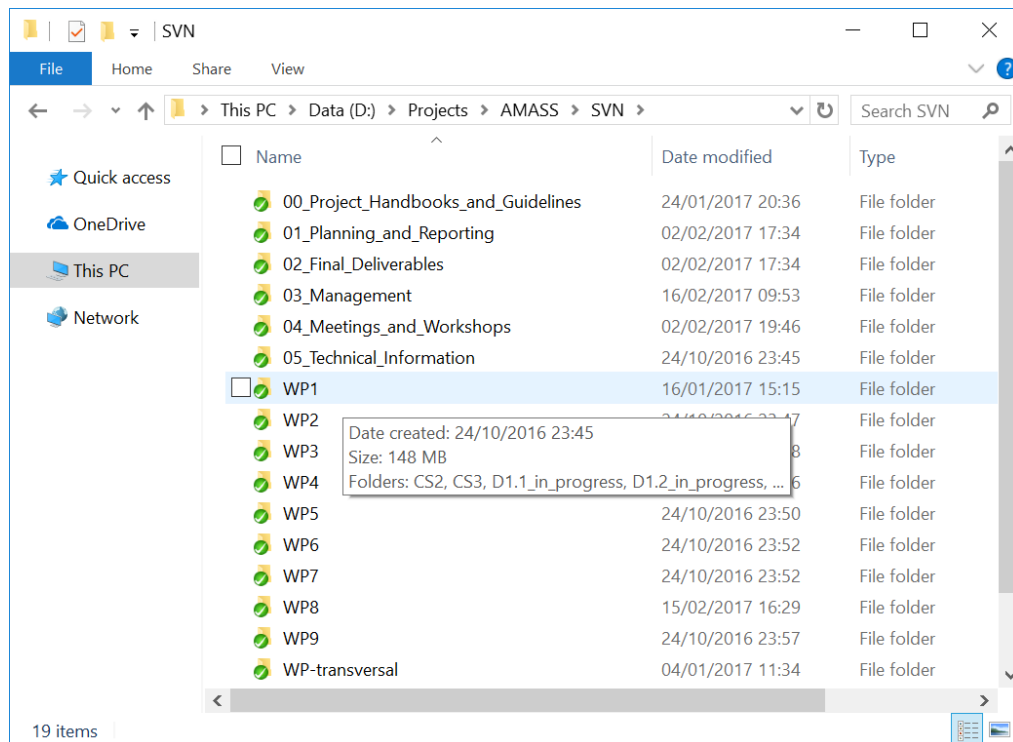 SVN
File Home Share View
This PC Data (D:) Projects AMASS SVN Search SVN
Name Date modified Type
Quick access
OneDrive
This PC
Network
00_Project_Handbooks_and_Guidelines 24/01/2017 20:36 File folder
01_Planning_and_Reporting 02/02/2017 17:34 File folder
02_Final_Deliverables 02/02/2017 17:34 File folder
03_Management 16/02/2017 09:53 File folder
04_Meetings_and_Workshops 02/02/2017 19:46 File folder
05_Technical_Information 24/10/2016 23:45 File folder
WP1 16/01/2017 15:15 File folder
WP2 File folder
WP3 8 File folder
WP4 6 File folder
Date created: 24/10/2016 23:45
Size: 148 MB
Folders: CS2, CS3, D1.1_in_progress, D1.2_in_progress, ...
WP5 24/10/2016 23:50 File folder
WP6 24/10/2016 23:52 File folder
WP7 24/10/2016 23:52 File folder
WP8 15/02/2017 16:29 File folder
WP9 24/10/2016 23:57 File folder
WP-transversal 04/01/2017 11:34 File folder
19 items